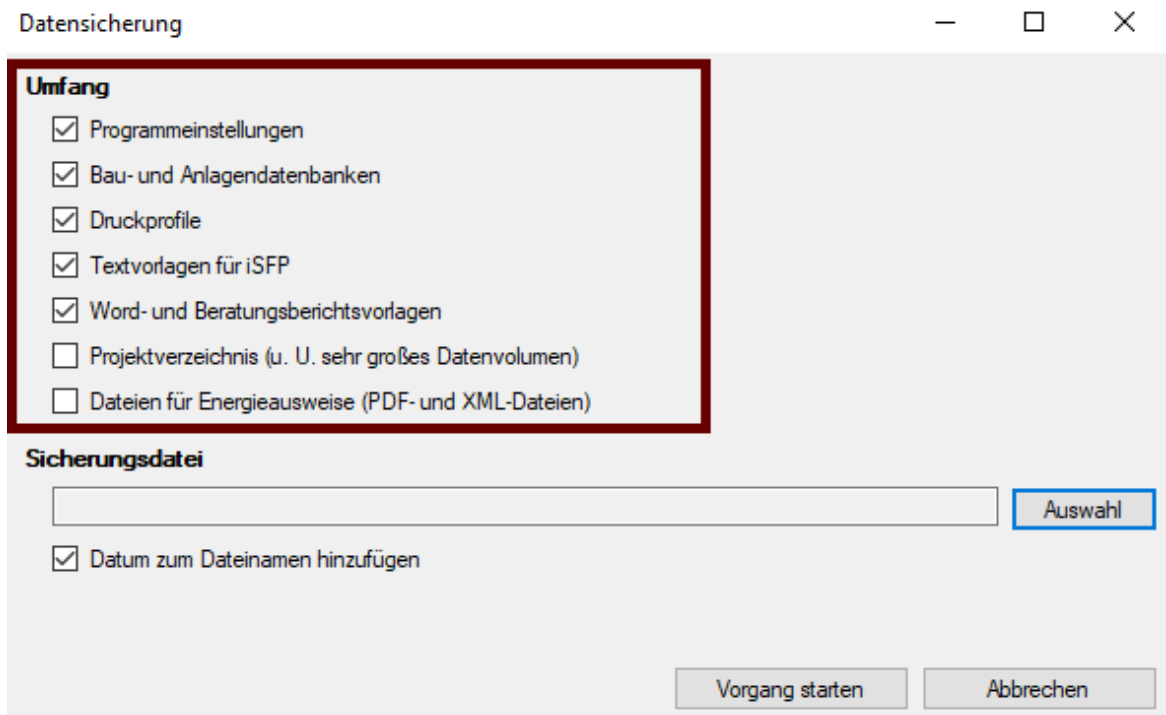 Datensicherung
Umfang
Programmeinstellungen
Bau- und Anlagendatenbanken
Druckprofile
Textvorlagen für iSFP
Word- und Beratungsberichtsvorlagen
Projektverzeichnis (u. U. sehr großes Datenvolumen)
Dateien für Energieausweise (PDF- und XML-Dateien)
Sicherungsdatei
Auswahl
Datum zum Dateinamen hinzufügen
Vorgang starten Abbrechen